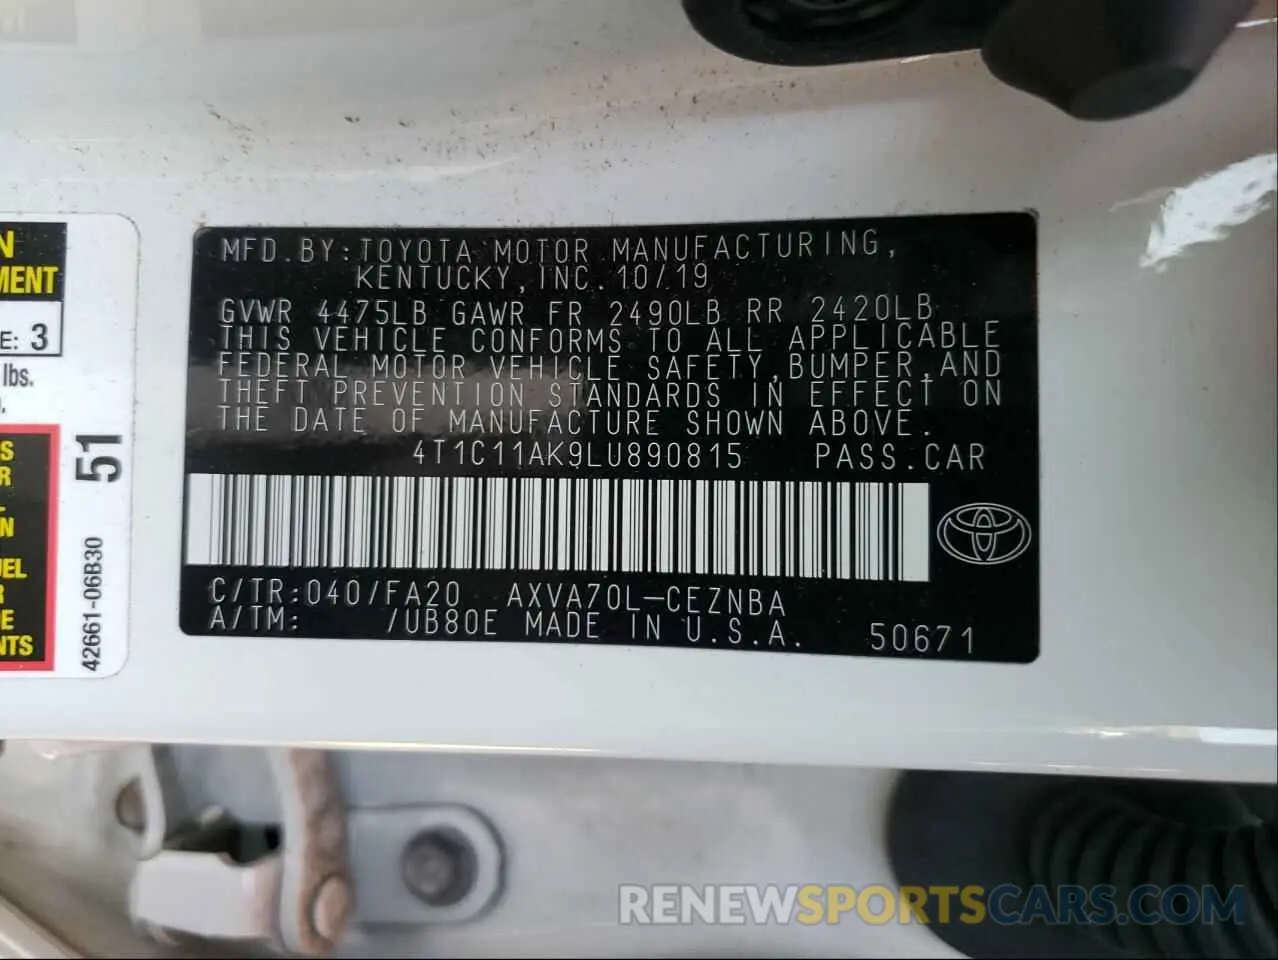 MFD.BY:TOYOTA MOTOR MANUFACTURING,
KENTUCKY,INC.10/19
GVWR 4475LB GAWR FR 2490LB RR 2420LB
THIS VEHICLE CONFORMS TO ALL APPLICABLE
FEDERAL MOTOR VEHICLE SAFETY,BUMPER,AND
THEFT PREVENTION STANDARDS IN EFFECT ON
THE DATE OF MANUFACTURE SHOWN ABOVE.
4T1C11AK9LU890815 PASS.CAR
C/TR:040/FA20 AXVA70L-CEZNBA
A/TM: /UB80E MADE IN U.S.A. 50671
E: 3
lbs.
51
42661-06B30
RENEWSPORTSCARS.COM